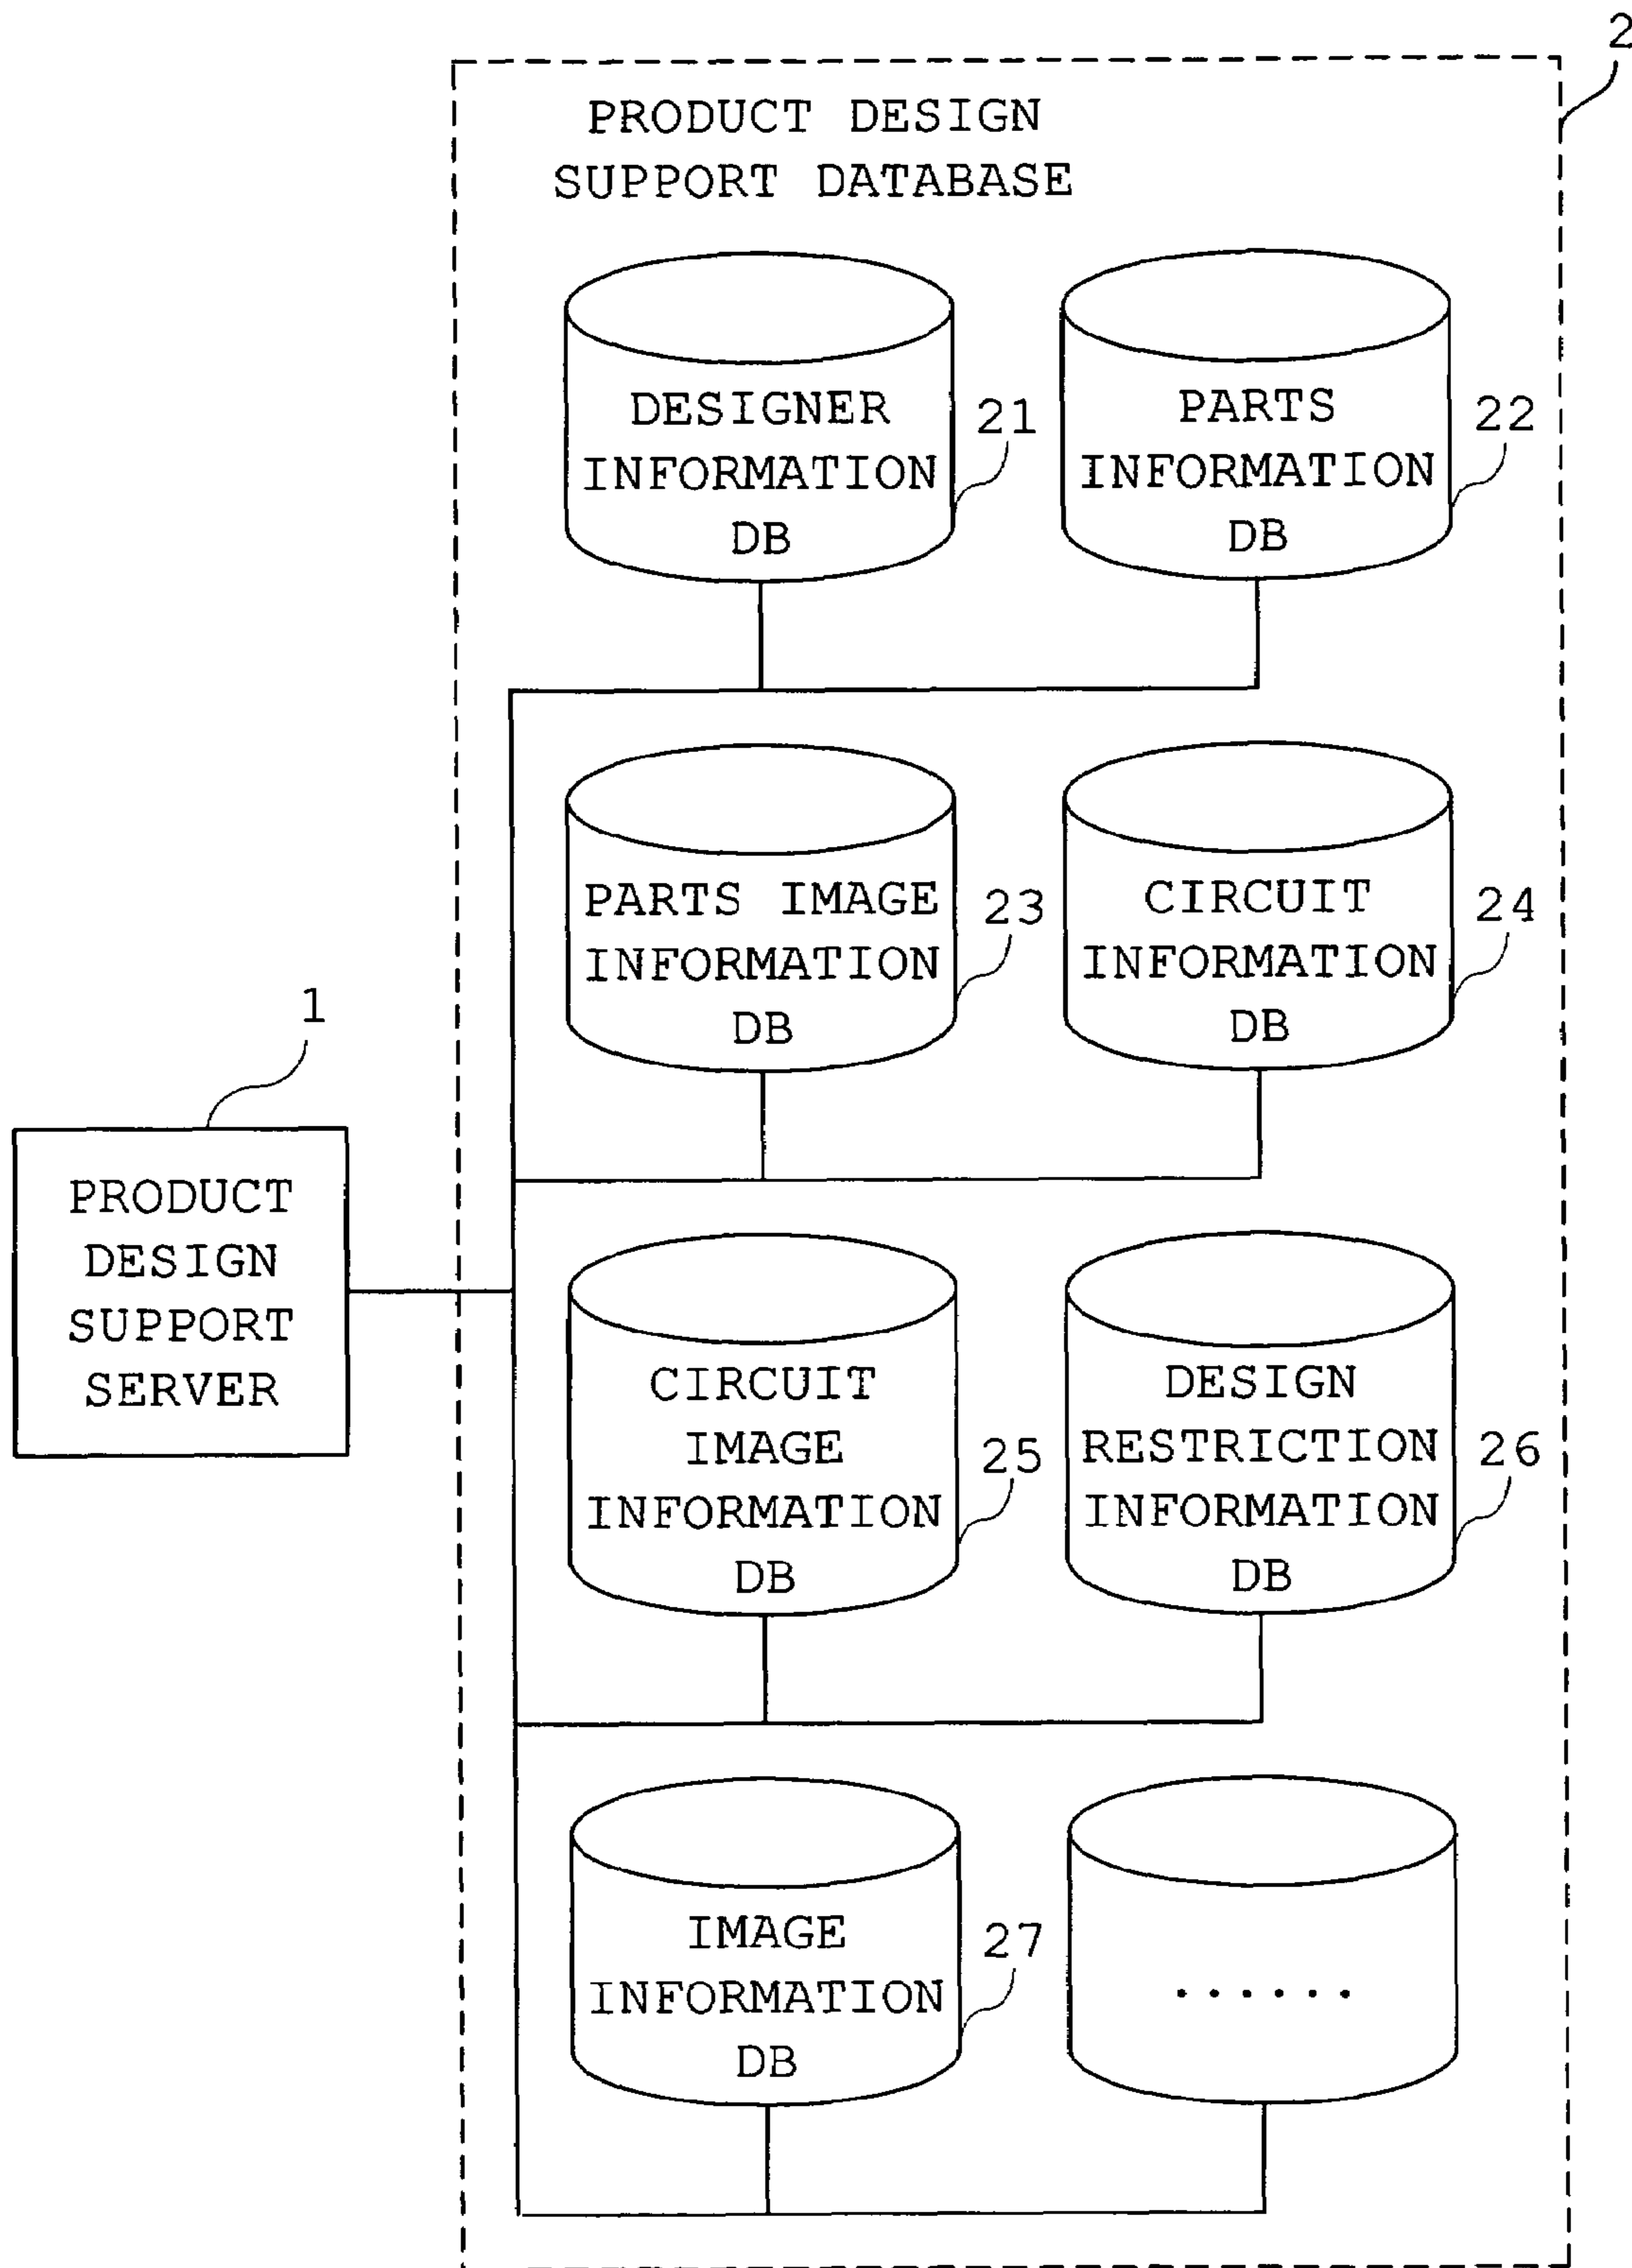 2
PRODUCT DESIGN
SUPPORT DATABASE
DESIGNER
INFORMATION
DB
21
PARTS
INFORMATION
DB
22
PARTS IMAGE
INFORMATION
DB
23
CIRCUIT
INFORMATION
DB
24
1
PRODUCT
DESIGN
SUPPORT
SERVER
CIRCUIT
IMAGE
INFORMATION
DB
25
DESIGN
RESTRICTION
INFORMATION
DB
26
IMAGE
INFORMATION
DB
27
......